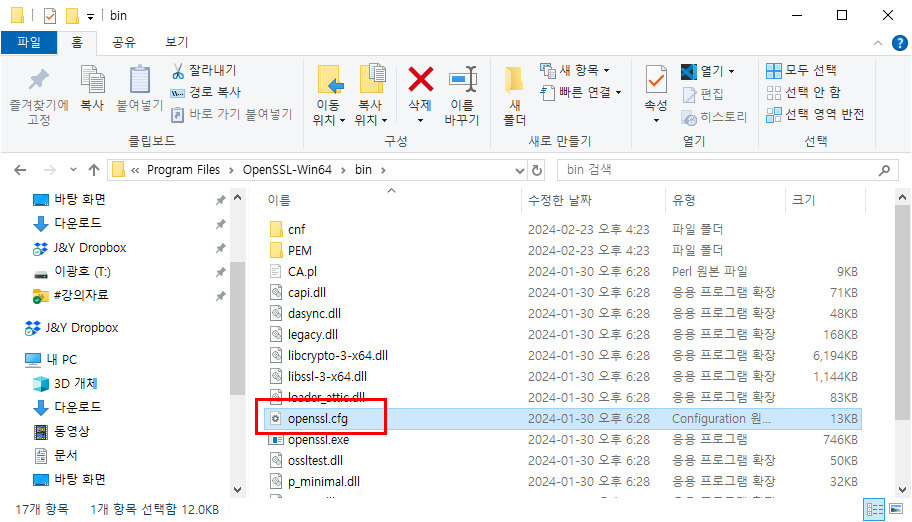 bin
파일 홈 공유 보기
즐겨찾기에 고정
복사
붙여넣기
잘라내기
경로 복사
바로 가기 붙여넣기
클립보드
이동 위치
복사 위치
삭제
이름 바꾸기
구성
새 폴더
새 항목
빠른 연결
새로 만들기
속성
열기
편집
히스토리
열기
모두 선택
선택 안 함
선택 영역 반전
선택
« Program Files > OpenSSL-Win64 > bin >
bin 검색
바탕 화면
다운로드
J&Y Dropbox
이광호 (T:)
#강의자료
J&Y Dropbox
내 PC
3D 개체
다운로드
동영상
문서
바탕 화면
이름 수정한 날짜 유형 크기
cnf 2024-02-23 오후 4:23 파일 폴더
PEM 2024-02-23 오후 4:23 파일 폴더
CA.pl 2024-01-30 오후 6:28 Perl 원본 파일 9KB
capi.dll 2024-01-30 오후 6:28 응용 프로그램 확장 71KB
dasync.dll 2024-01-30 오후 6:28 응용 프로그램 확장 48KB
legacy.dll 2024-01-30 오후 6:28 응용 프로그램 확장 168KB
libcrypto-3-x64.dll 2024-01-30 오후 6:28 응용 프로그램 확장 6,194KB
libssl-3-x64.dll 2024-01-30 오후 6:28 응용 프로그램 확장 1,144KB
loader_attic.dll 2024-01-30 오후 6:28 응용 프로그램 확장 83KB
openssl.cfg 2024-01-30 오후 6:28 Configuration 원... 13KB
openssl.exe 2024-01-30 오후 6:28 응용 프로그램 746KB
ossltest.dll 2024-01-30 오후 6:28 응용 프로그램 확장 50KB
p_minimal.dll 2024-01-30 오후 6:28 응용 프로그램 확장 32KB
17개 항목 1개 항목 선택함 12.0KB